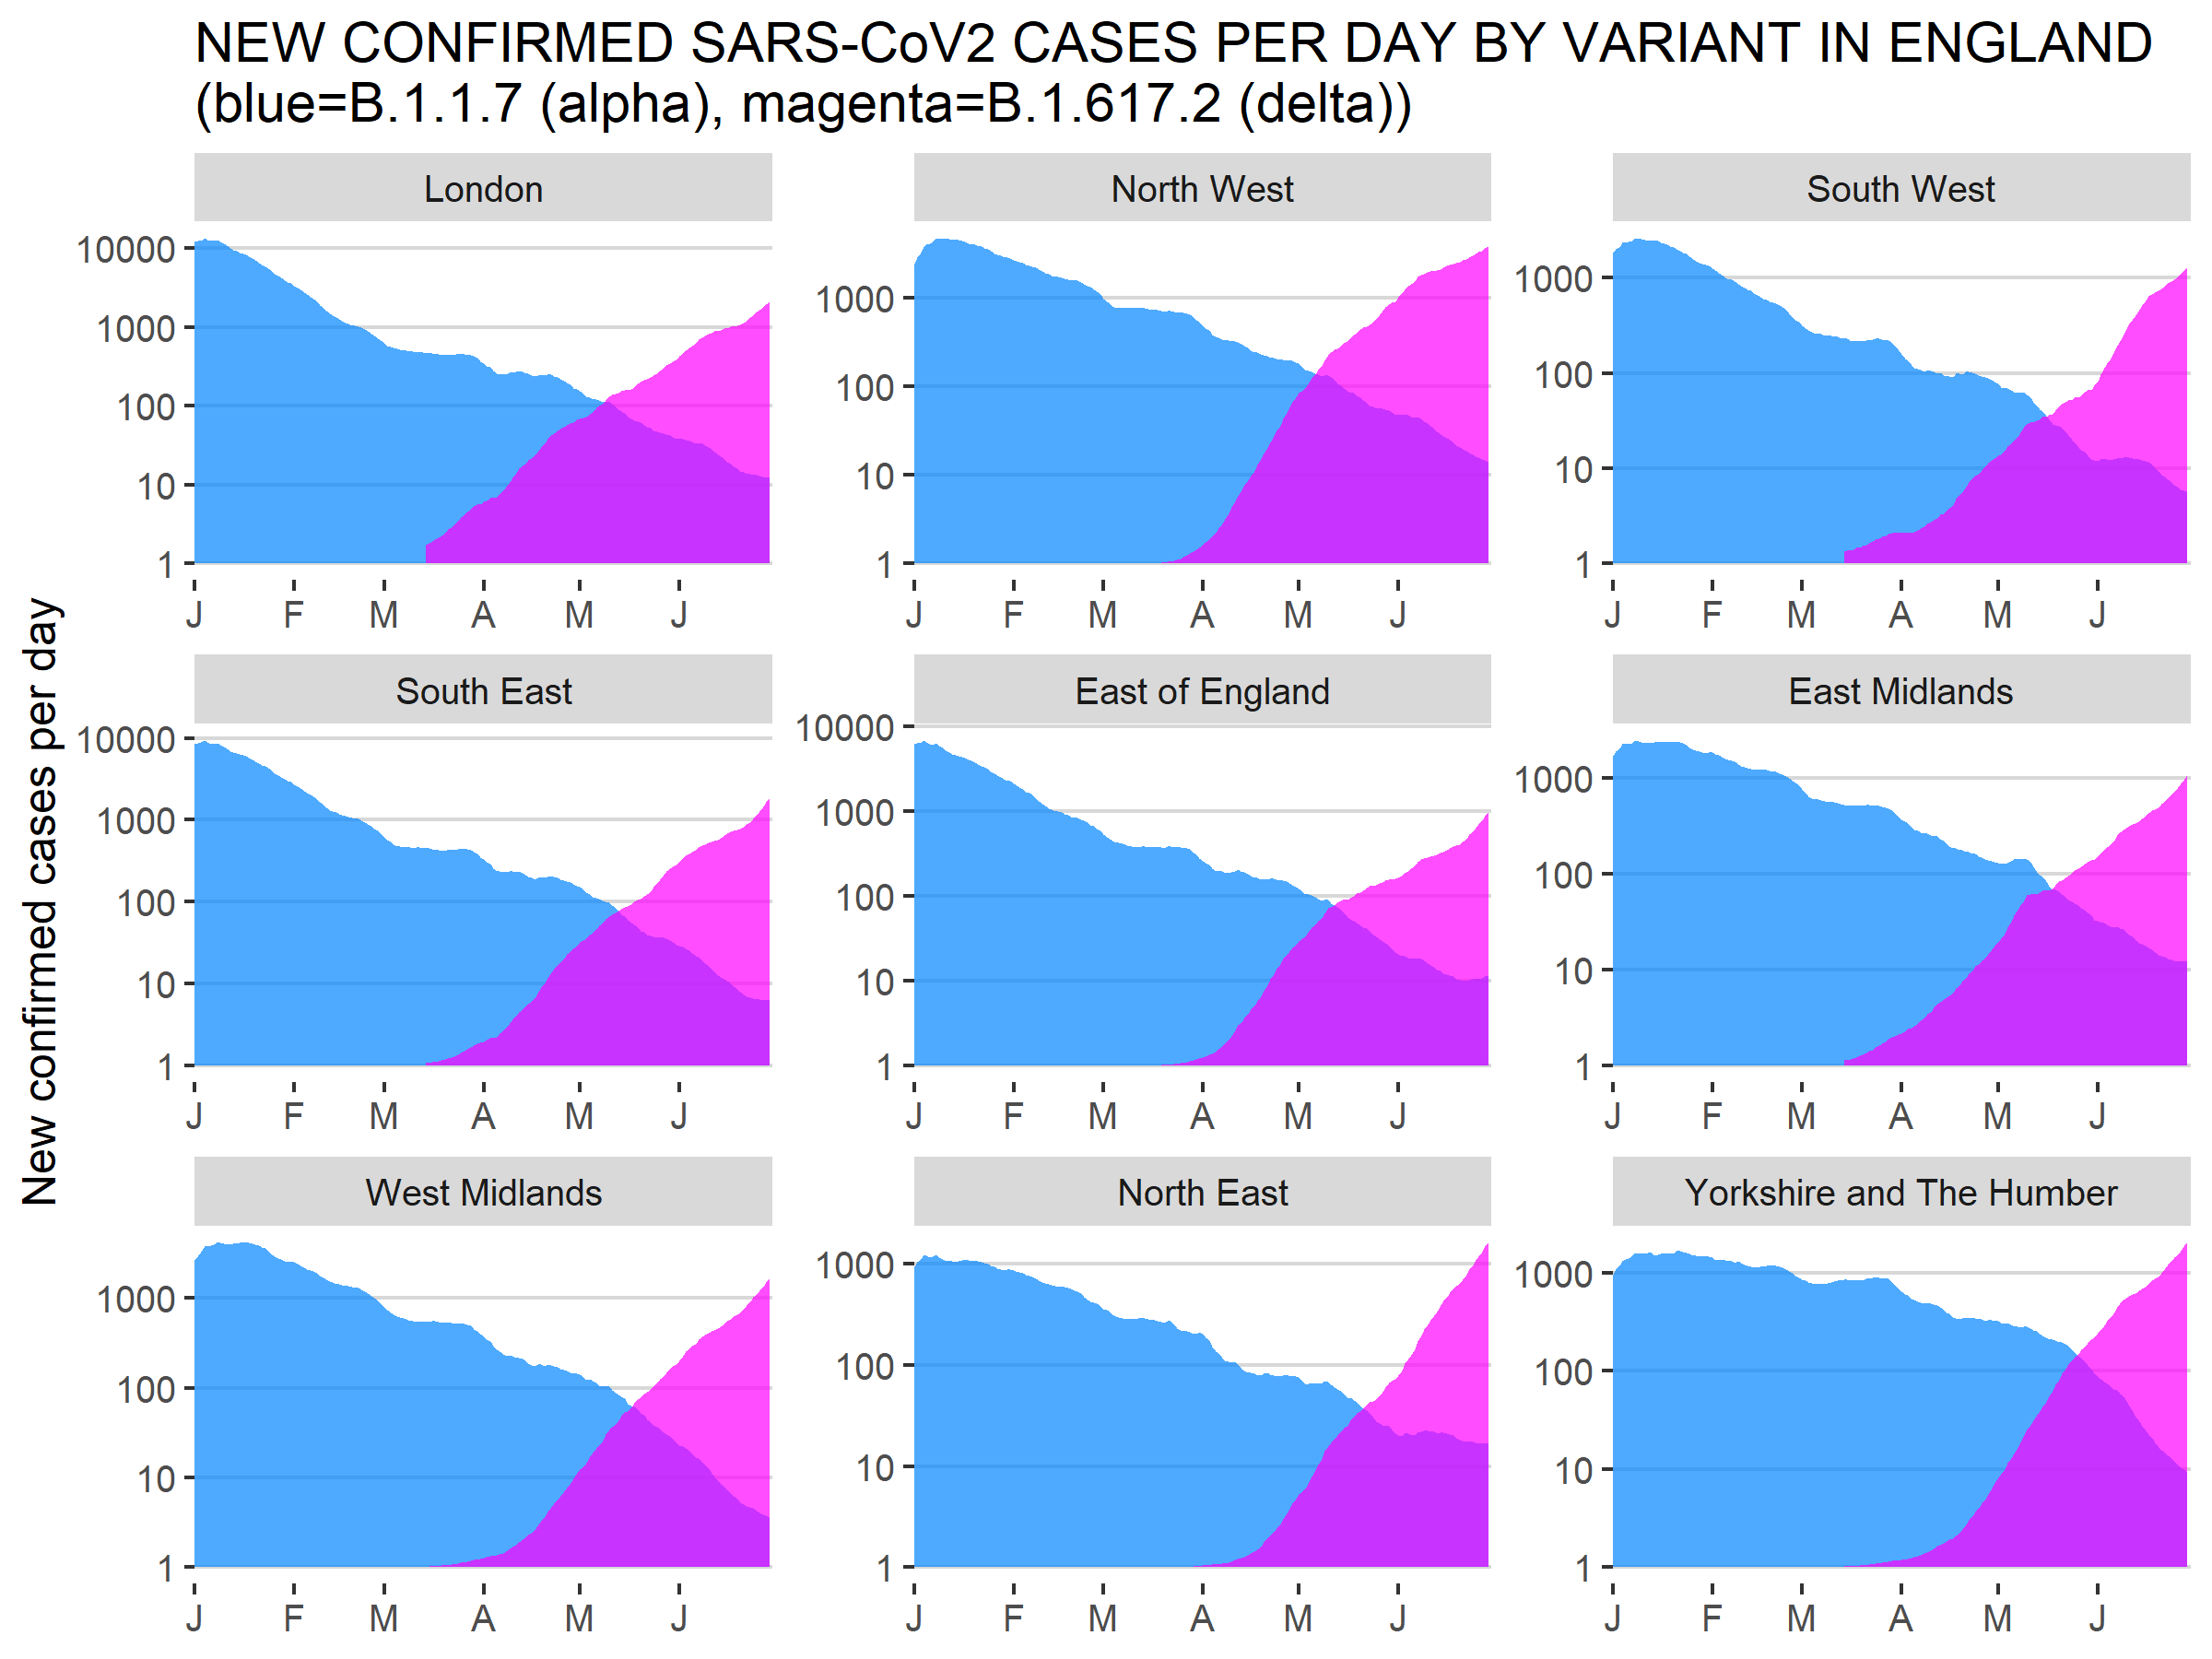 NEW CONFIRMED SARS-CoV2 CASES PER DAY BY VARIANT IN ENGLAND
(blue=B.1.1.7 (alpha), magenta=B.1.617.2 (delta))
New confirmed cases per day
London
10000
1000
100
10
1
J F M A M J
North West
1000
100
10
1
J F M A M J
South West
1000
100
10
1
J F M A M J
South East
10000
1000
100
10
1
J F M A M J
East of England
10000
1000
100
10
1
J F M A M J
East Midlands
1000
100
10
1
J F M A M J
West Midlands
1000
100
10
1
J F M A M J
North East
1000
100
10
1
J F M A M J
Yorkshire and The Humber
1000
100
10
1
J F M A M J